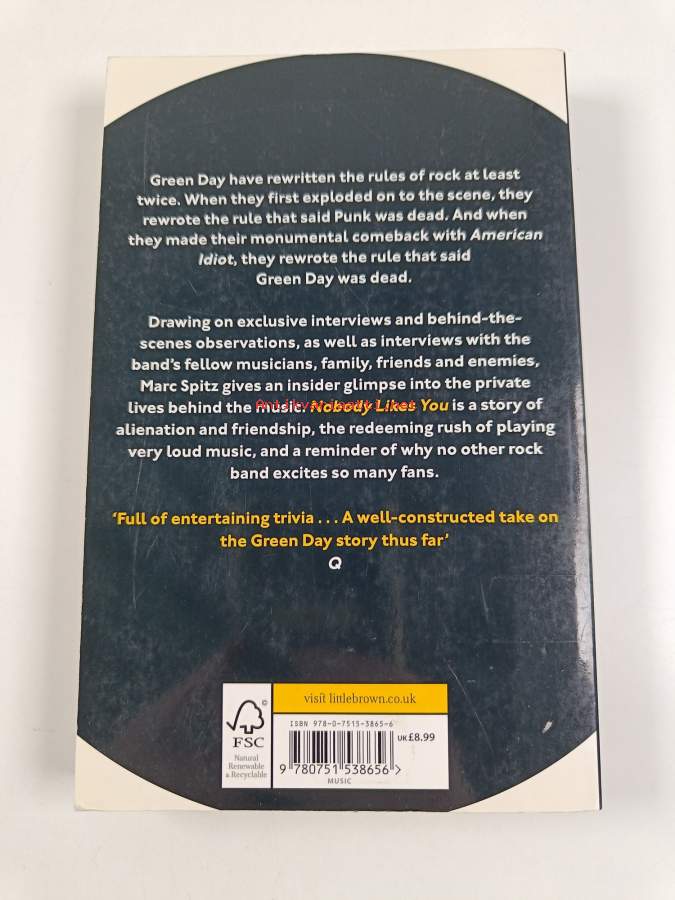 Green Day have rewritten the rules of rock at least
twice. When they first exploded on to the scene, they
rewrote the rule that said Punk was dead. And when
they made their monumental comeback with American
Idiot, they rewrote the rule that said
Green Day was dead.
Drawing on exclusive interviews and behind-the-
scenes observations, as well as interviews with the
band's fellow musicians, family, friends and enemies,
Marc Spitz gives an insider glimpse into the private
lives behind the music. Nobody Likes You is a story of
alienation and friendship, the redeeming rush of playing
very loud music, and a reminder of why no other rock
band excites so many fans.
'Full of entertaining trivia . . . A well-constructed take on
the Green Day story thus far'
Q
visit littlebrown.co.uk
ISBN 978-0-7515-3865-6
UK£8.99
9 780751 538656 >
MUSIC
©
FSC
Natural
Renewable
& Recyclable